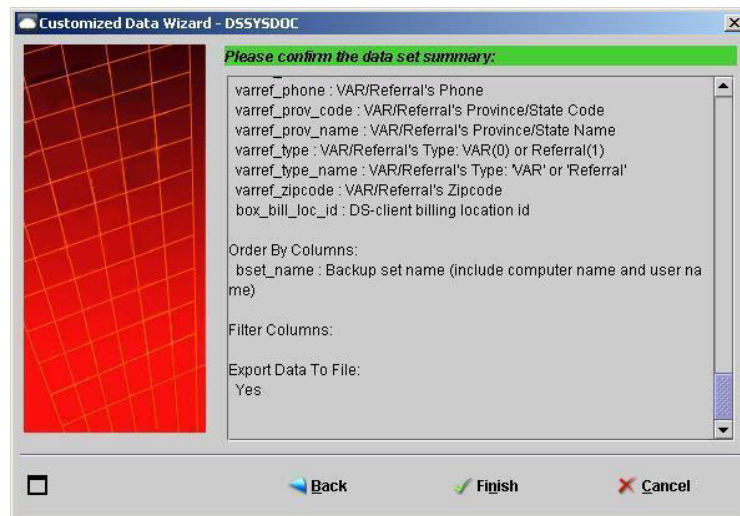 Customized Data Wizard - DSSYSDOC
Please confirm the data set summary:
varref_phone : VAR/Referral's Phone
varref_prov_code : VAR/Referral's Province/State Code
varref_prov_name : VAR/Referral's Province/State Name
varref_type : VAR/Referral's Type: VAR(0) or Referral(1)
varref_type_name : VAR/Referral's Type: 'VAR' or 'Referral'
varref_zipcode : VAR/Referral's Zipcode
box_bill_loc_id : DS-client billing location id
Order By Columns:
bset_name : Backup set name (include computer name and user na
me)
Filter Columns:
Export Data To File:
Yes
Back Finish Cancel